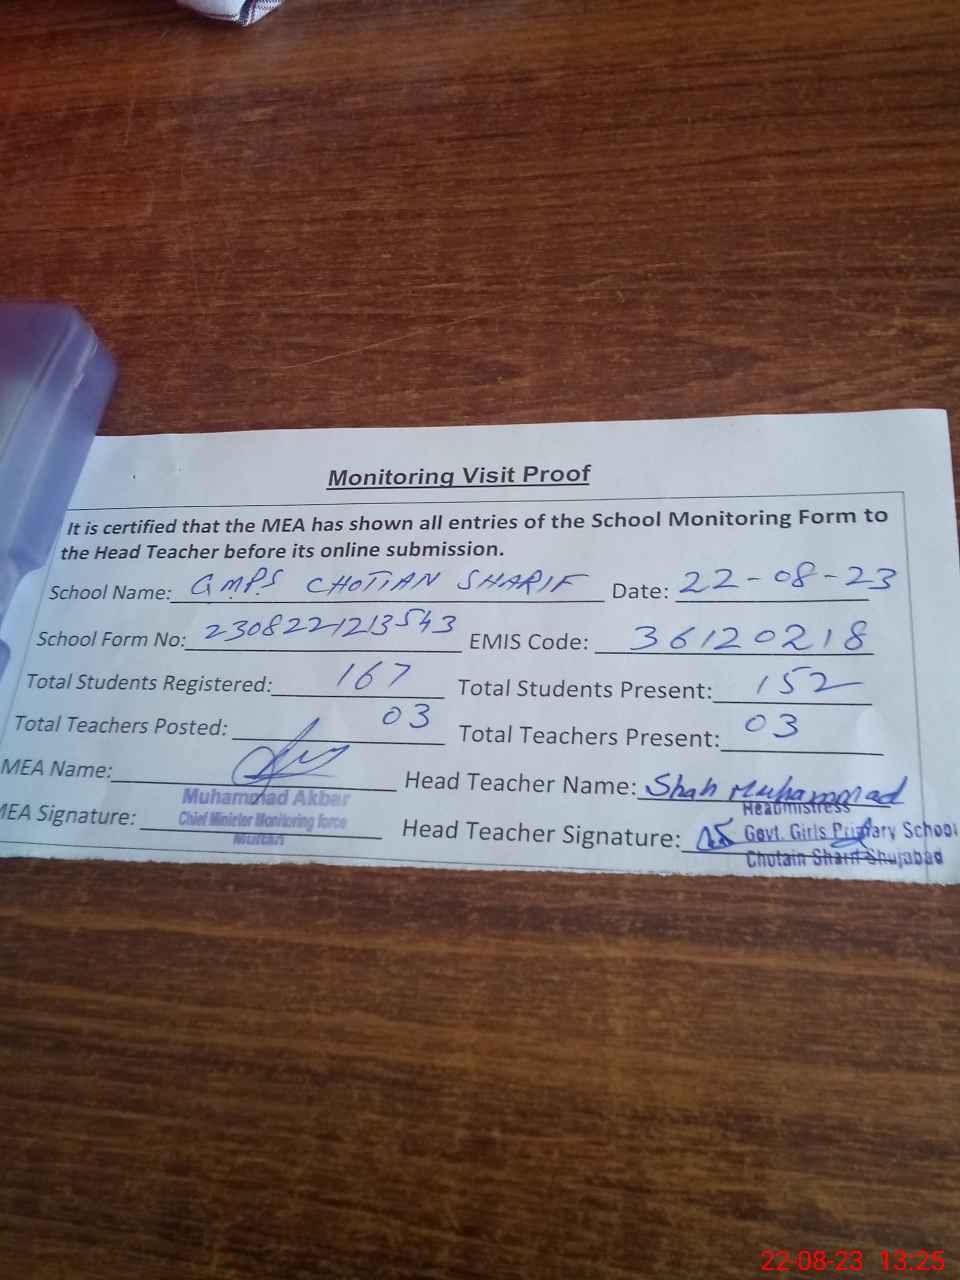 Monitoring Visit Proof
It is certified that the MEA has shown all entries of the School Monitoring Form to
the Head Teacher before its online submission.
School Name: GMPS CHOTIAN SHARIF Date: 22-08-23
School Form No: 2308221213543 EMIS Code: 36120218
Total Students Registered: 167 Total Students Present: 152
Total Teachers Posted: 03 Total Teachers Present: 03
MEA Name: Head Teacher Name: Shah Muhammad
Muhammad Akbar Headmistress
MEA Signature: Chief Minister Monitoring force Head Teacher Signature: Govt. Girls Primary School
Multan Chotain Sharif Shujabad
22-08-23 13:25